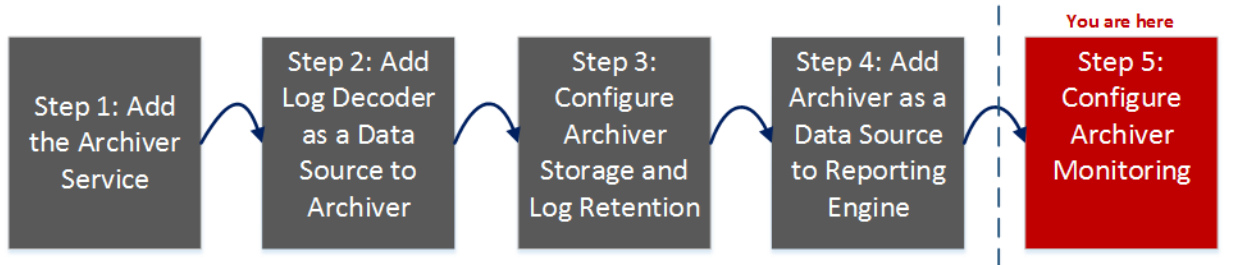 You are here
Step 1: Add
the Archiver
Service
Step 2: Add
Log Decoder
as a Data
Source to
Archiver
Step 3:
Configure
Archiver
Storage and
Log Retention
Step 4: Add
Archiver as a
Data Source
to Reporting
Engine
Step 5:
Configure
Archiver
Monitoring